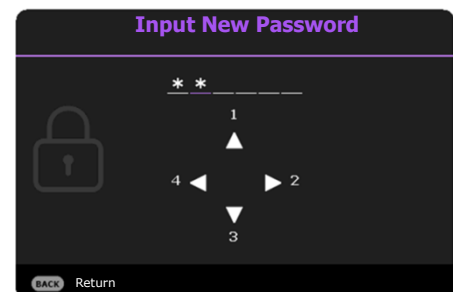 Input New Password
* * _ _ _ _
1
4 2
3
BACK Return